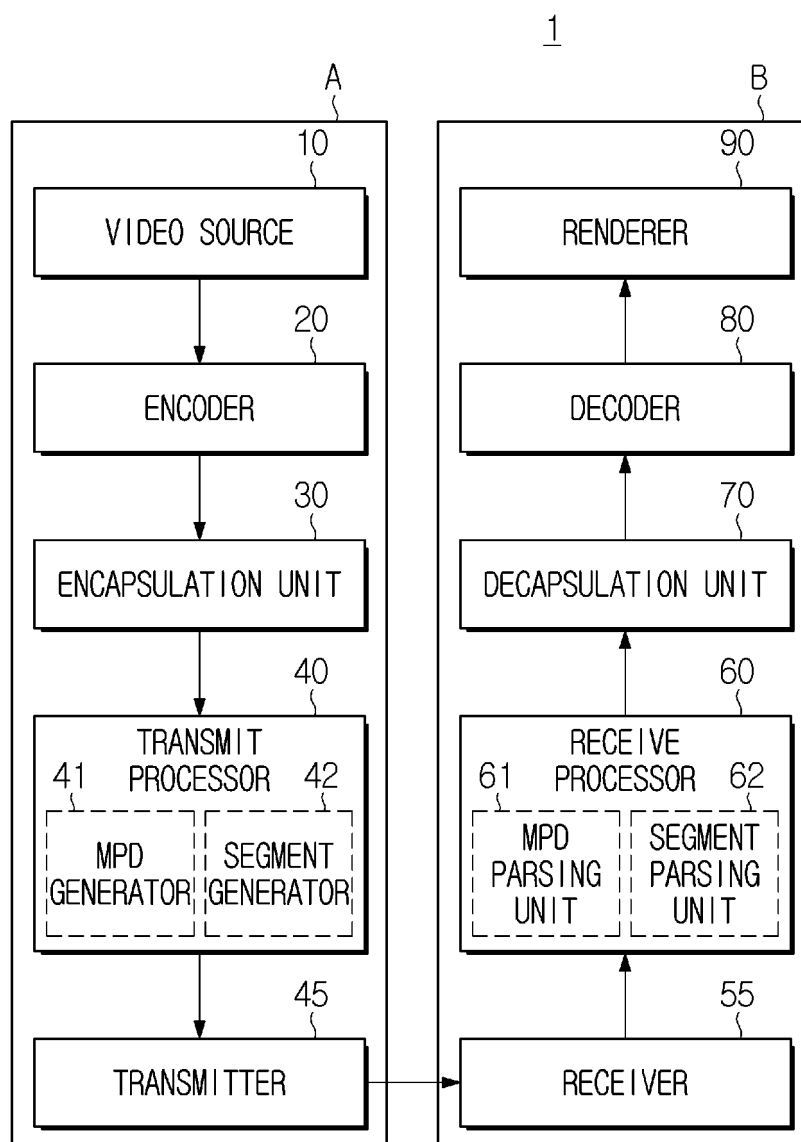 1
A
10
VIDEO SOURCE
20
ENCODER
30
ENCAPSULATION UNIT
40
TRANSMIT
PROCESSOR
41
MPD
GENERATOR
42
SEGMENT
GENERATOR
45
TRANSMITTER
B
90
RENDERER
80
DECODER
70
DECAPSULATION UNIT
60
RECEIVE
PROCESSOR
61
MPD
PARSING
UNIT
62
SEGMENT
PARSING
UNIT
55
RECEIVER